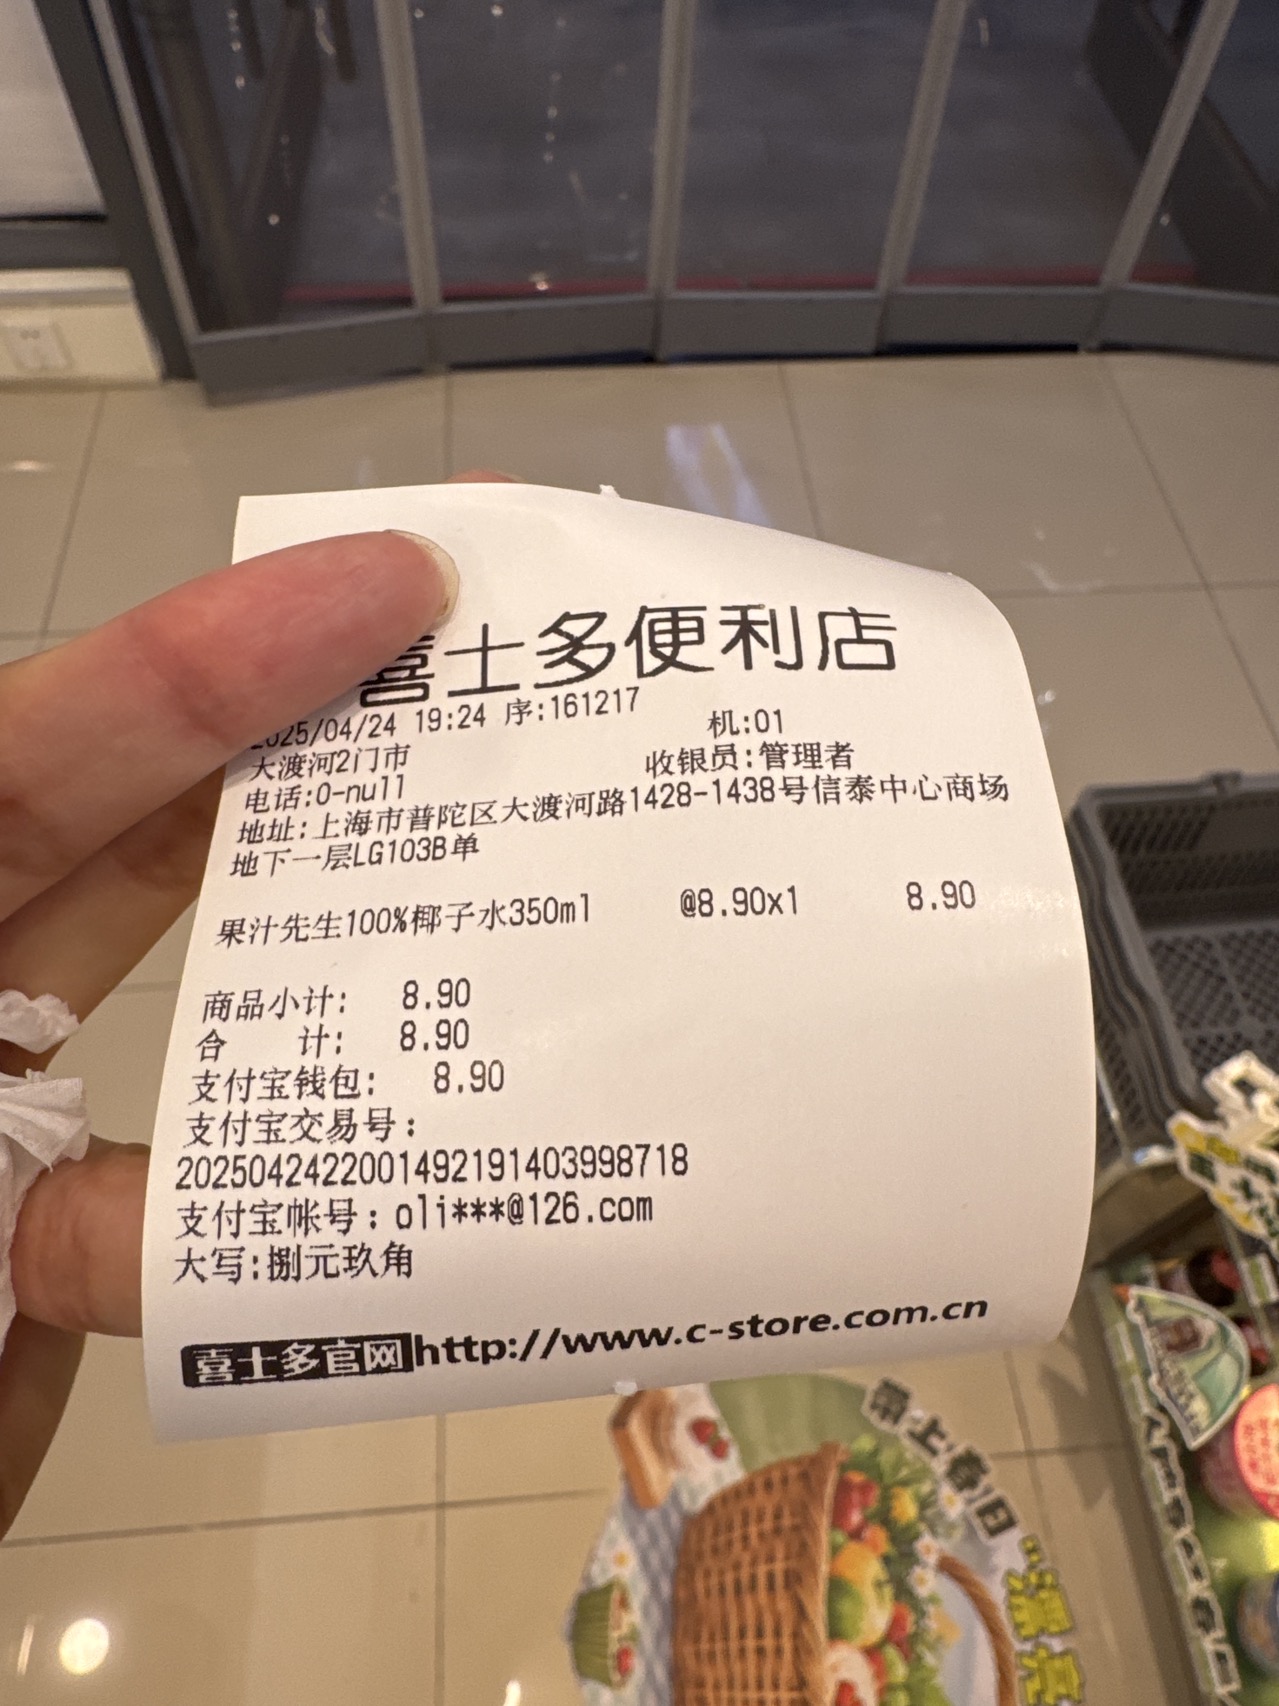 喜士多便利店
2025/04/24 19:24 序:161217 机:01
大渡河2门市 收银员:管理者
电话:0-null
地址:上海市普陀区大渡河路1428-1438号信泰中心商场
地下一层LG103B单
果汁先生100%椰子水350ml @8.90x1 8.90
商品小计: 8.90
合 计: 8.90
支付宝钱包: 8.90
支付宝交易号:
2025042422001492191403998718
支付宝帐号:oli***@126.com
大写:捌元玖角
喜士多官网http://www.c-store.com.cn
带上春日
"漂亮